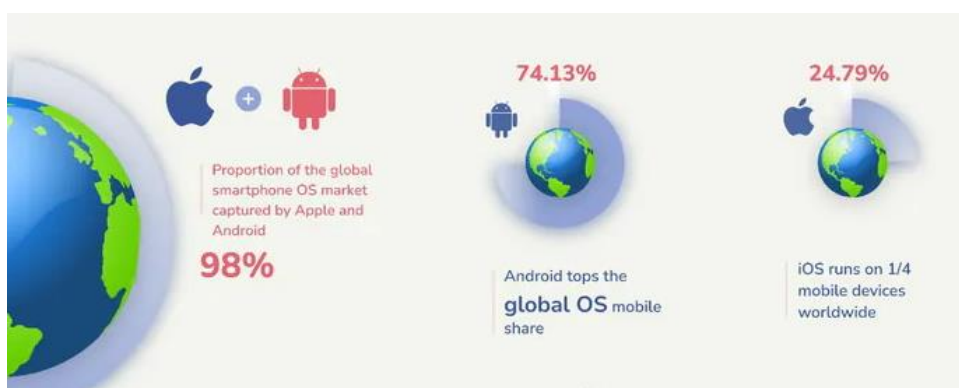 Proportion of the global
smartphone OS market
captured by Apple and
Android
98%
74.13%
Android tops the
global OS mobile
share
24.79%
iOS runs on 1/4
mobile devices
worldwide